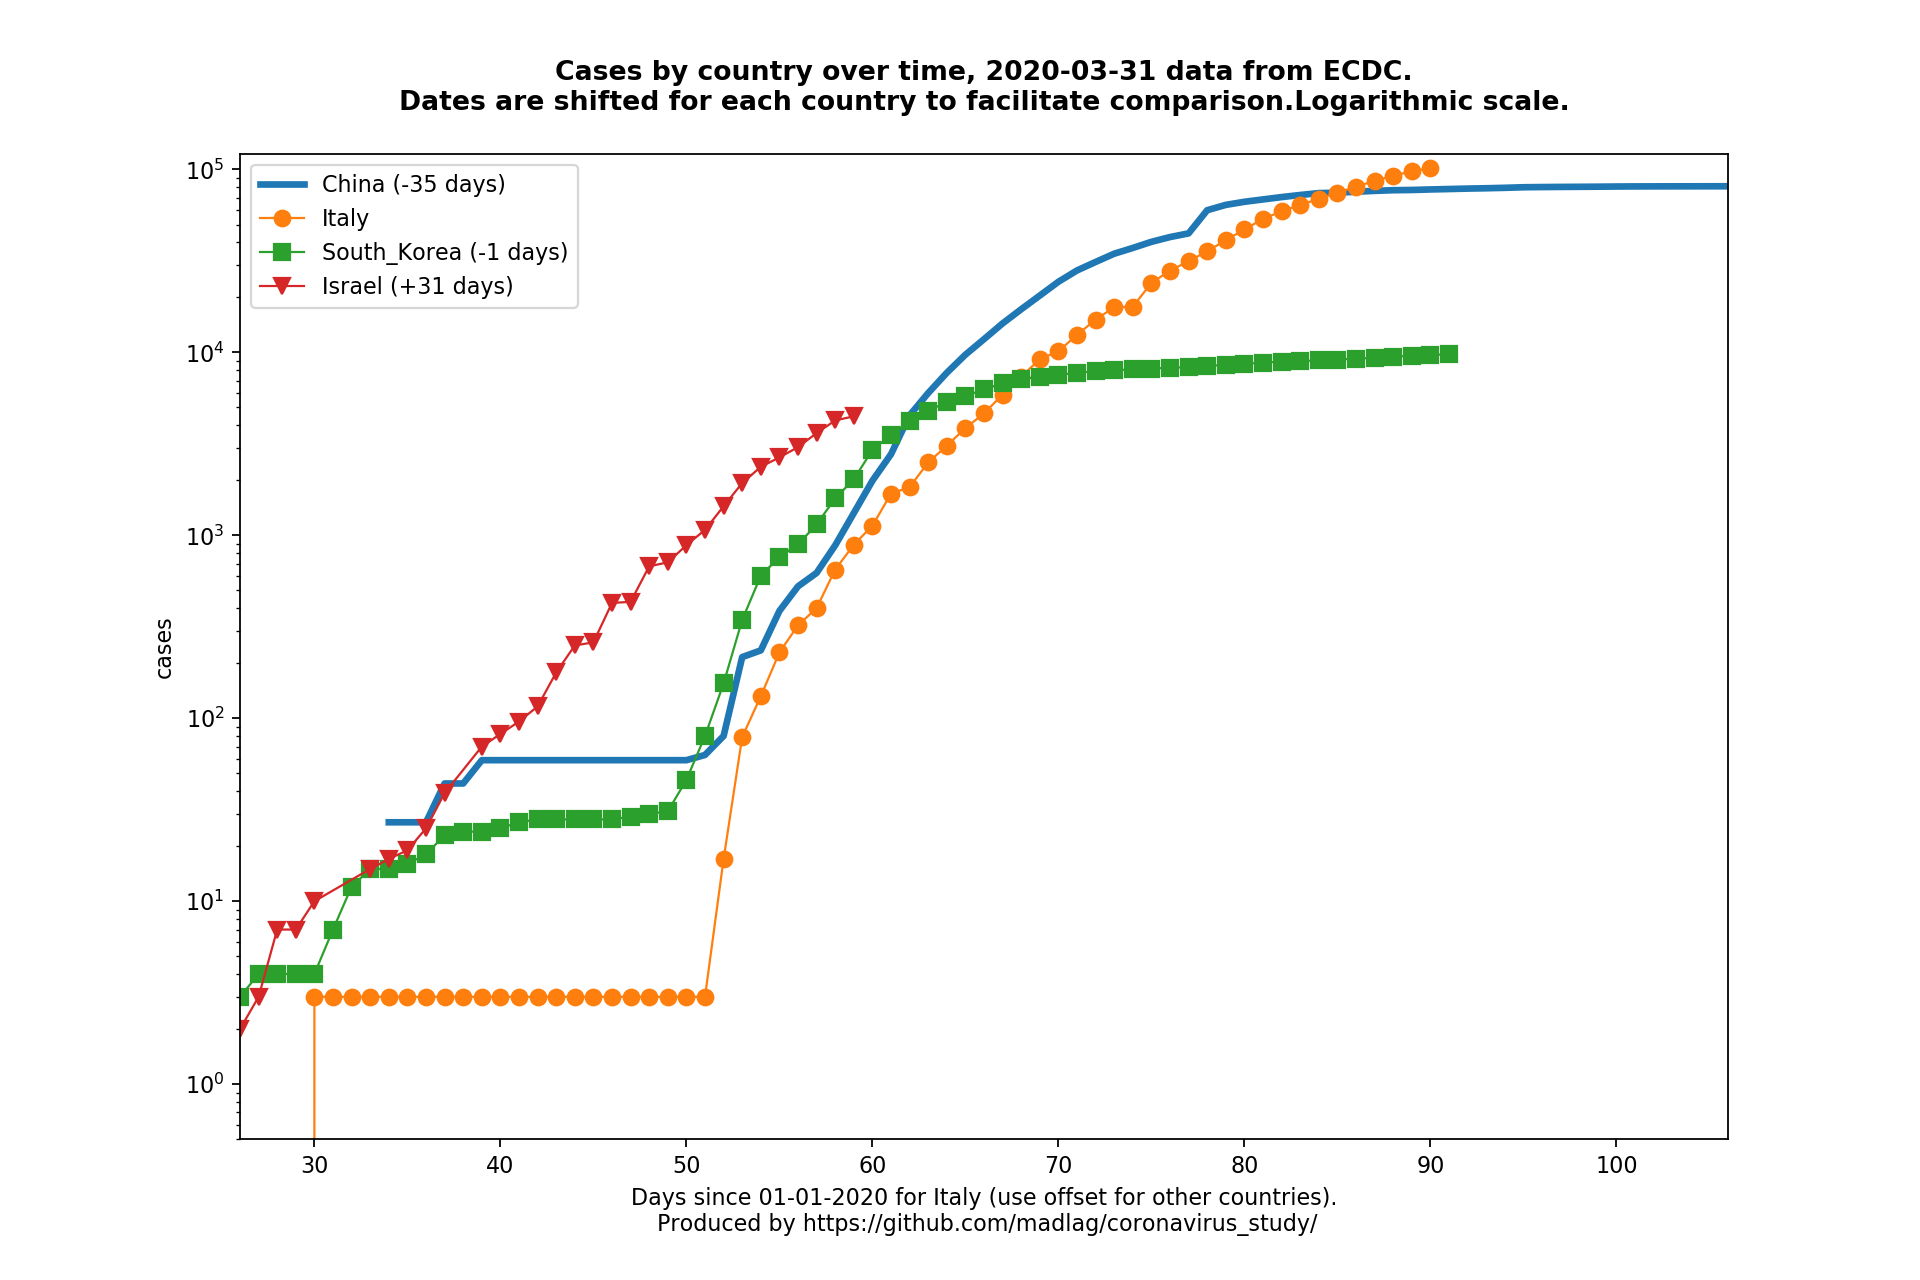 Cases by country over time, 2020-03-31 data from ECDC.
Dates are shifted for each country to facilitate comparison.Logarithmic scale.
China (-35 days)
Italy
South_Korea (-1 days)
Israel (+31 days)
10⁵
10⁴
10³
10²
10¹
10⁰
cases
30 40 50 60 70 80 90 100
Days since 01-01-2020 for Italy (use offset for other countries).
Produced by https://github.com/madlag/coronavirus_study/